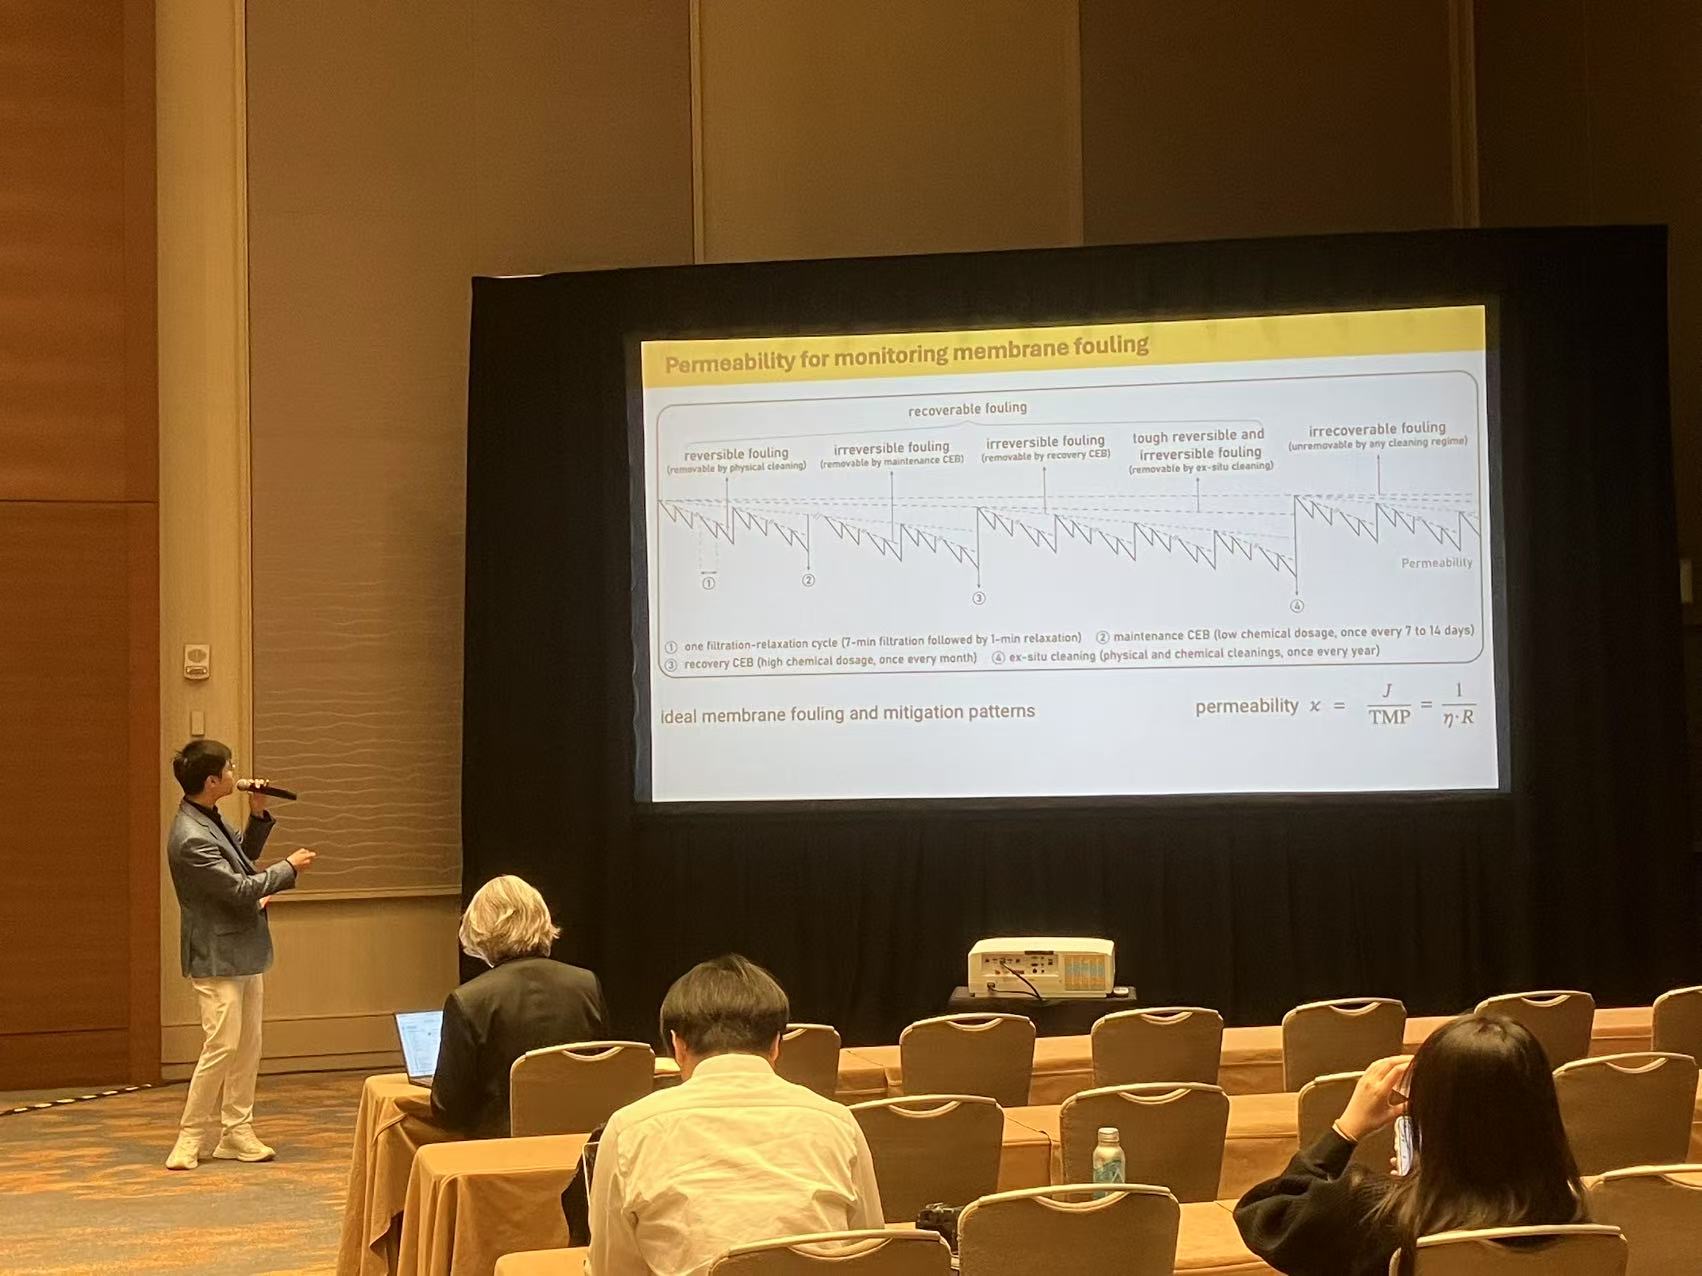 Permeability for monitoring membrane fouling
recoverable fouling
reversible fouling
(removable by physical cleaning)
irreversible fouling
(removable by maintenance CEB)
irreversible fouling
(removable by recovery CEB)
tough reversible and
irreversible fouling
(removable by ex-situ cleaning)
irrecoverable fouling
(unremovable by any cleaning regime)
Permeability
①
②
③
④
① one filtration-relaxation cycle (7-min filtration followed by 1-min relaxation) ② maintenance CEB (low chemical dosage, once every 7 to 14 days)
③ recovery CEB (high chemical dosage, once every month) ④ ex-situ cleaning (physical and chemical cleanings, once every year)
ideal membrane fouling and mitigation patterns
permeability ϰ = J / TMP = 1 / η·R